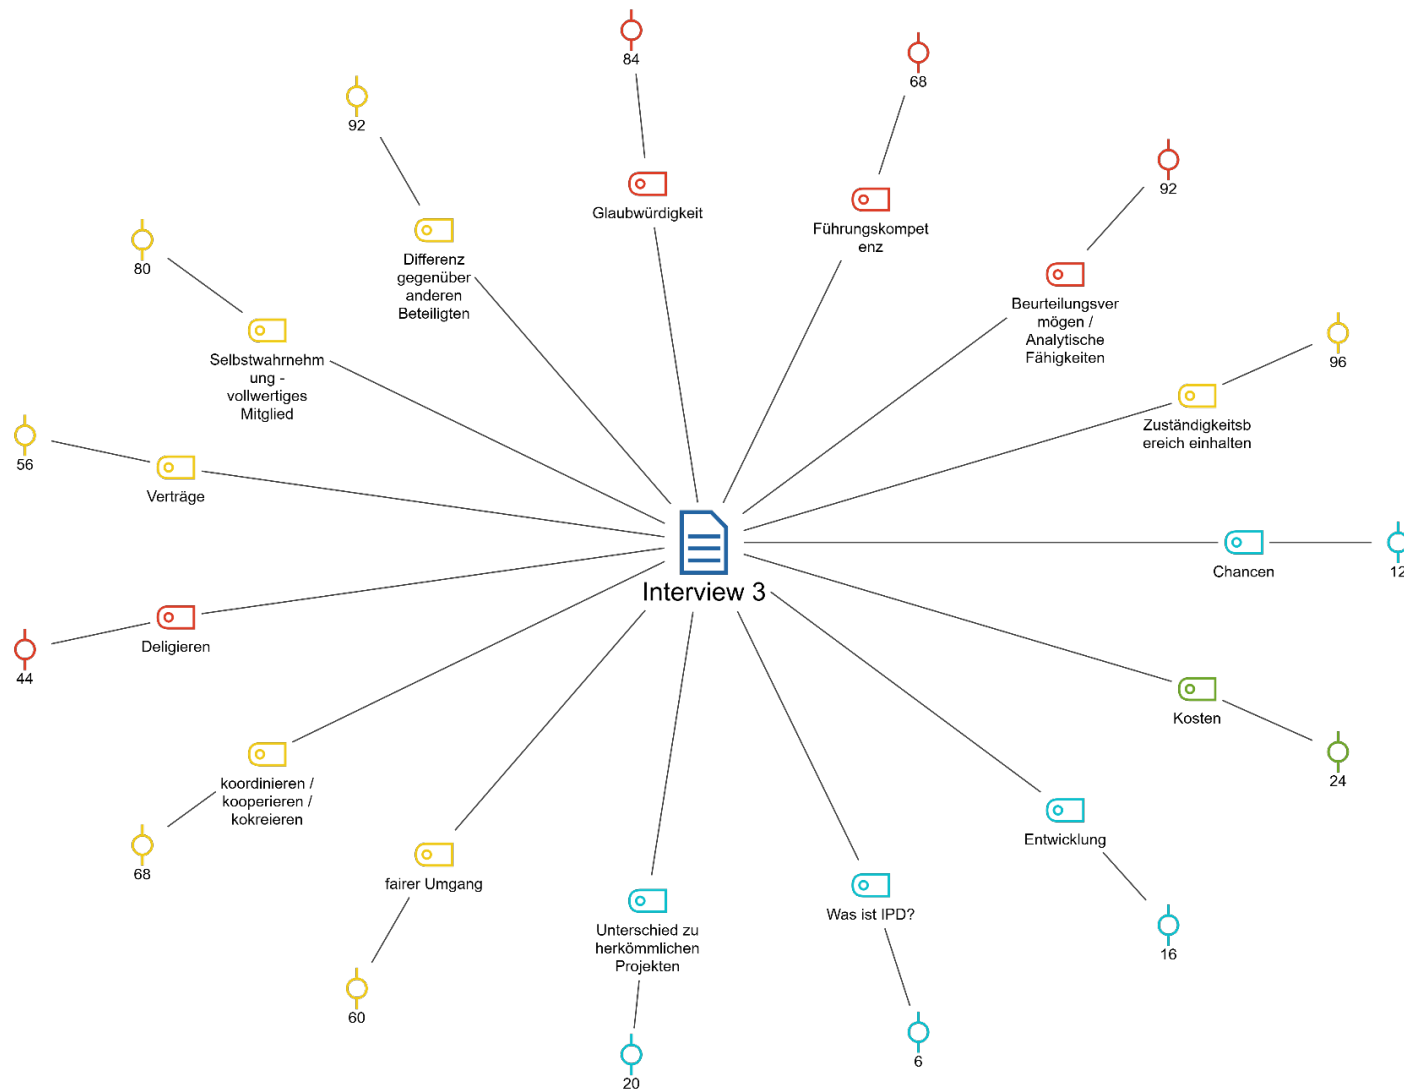 84
68
92
92
Glaubwürdigkeit
Führungskompet
enz
80
Differenz
gegenüber
anderen
Beteiligten
Beurteilungsver
mögen /
Analytische
Fähigkeiten
96
Selbstwahrnehm
ung -
vollwertiges
Mitglied
Zuständigkeitsb
ereich einhalten
56
Verträge
Chancen
12
Interview 3
Deligieren
44
Kosten
24
koordinieren /
kooperieren /
kokreieren
68
Entwicklung
16
fairer Umgang
60
Was ist IPD?
6
Unterschied zu
herkömmlichen
Projekten
20